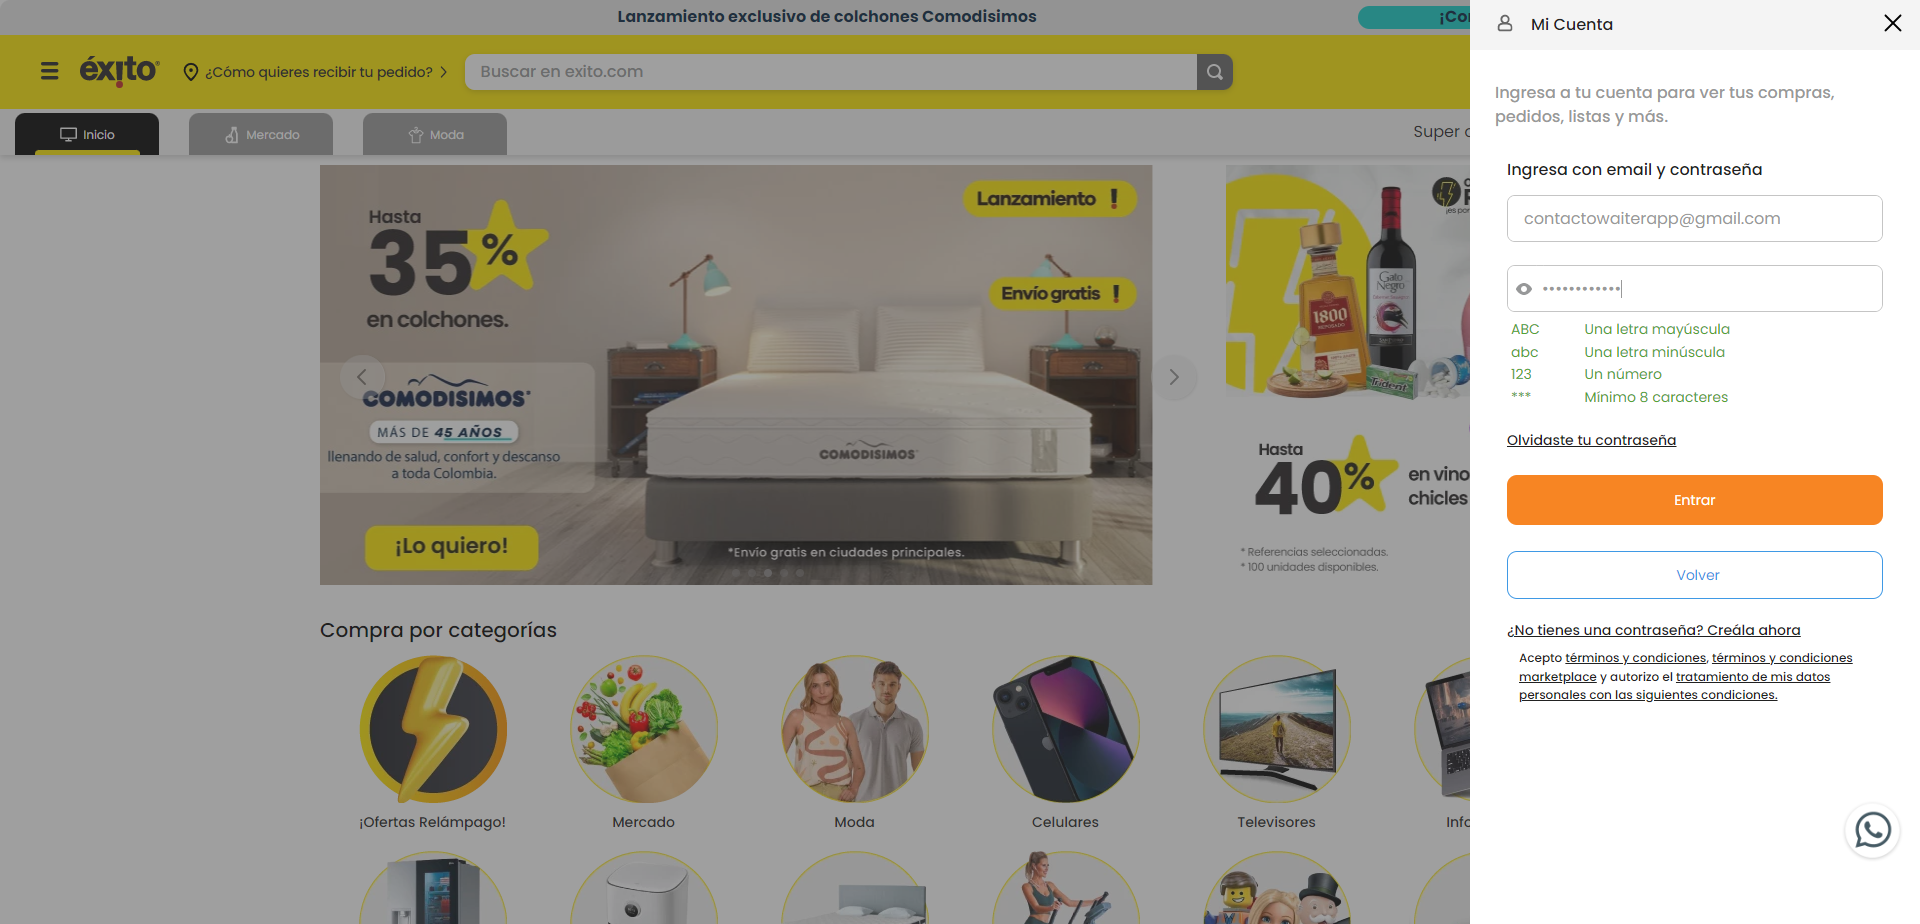 Lanzamiento exclusivo de colchones Comodisimos
Mi Cuenta
éxito
¿Cómo quieres recibir tu pedido?
Buscar en exito.com
Inicio
Mercado
Moda
Super
Hasta
35%
en colchones.
Lanzamiento !
Envío gratis !
COMODISIMOS
MÁS DE 45 AÑOS
llenando de salud, confort y descanso
a toda Colombia.
¡Lo quiero!
COMODISIMOS
*Envío gratis en ciudades principales.
Gato
Negro
1800
Trident
Hasta
40%
en vino
chicles
* Referencias seleccionadas.
* 100 unidades disponibles.
Compra por categorías
¡Ofertas Relámpago!
Mercado
Moda
Celulares
Televisores
Ingresa a tu cuenta para ver tus compras,
pedidos, listas y más.
Ingresa con email y contraseña
contactowaiterapp@gmail.com
••••••••••••
ABC Una letra mayúscula
abc Una letra minúscula
123 Un número
*** Mínimo 8 caracteres
Olvidaste tu contraseña
Entrar
Volver
¿No tienes una contraseña? Creála ahora
Acepto términos y condiciones, términos y condiciones
marketplace y autorizo el tratamiento de mis datos
personales con las siguientes condiciones.